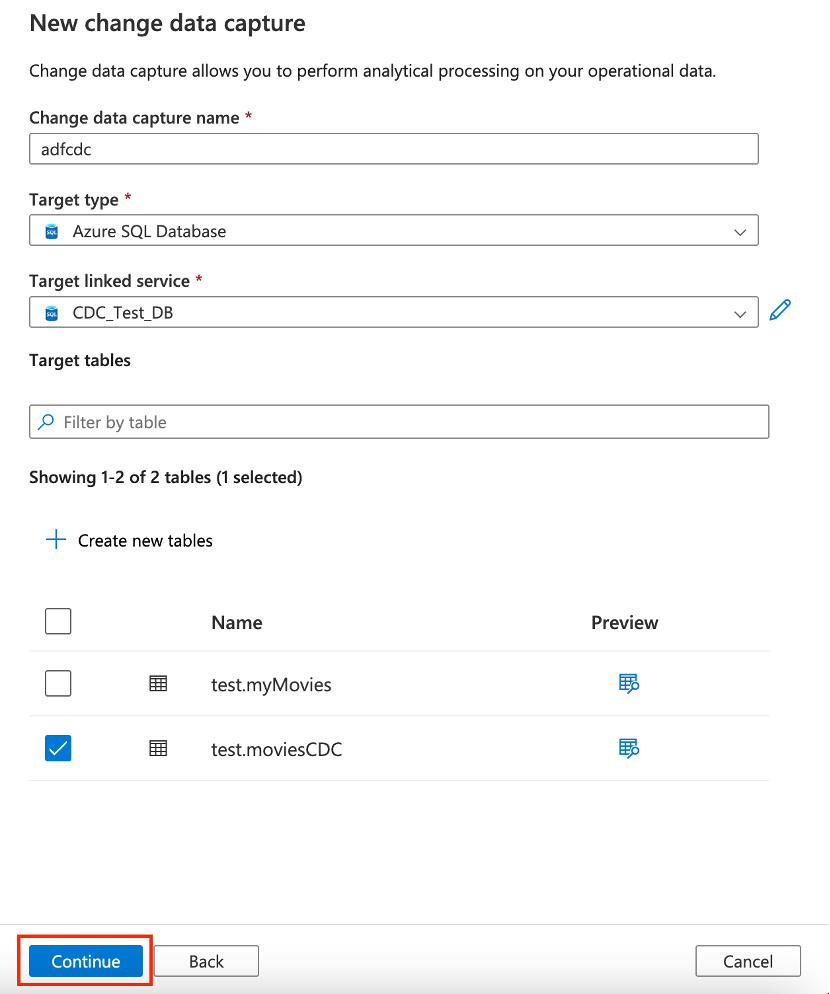 New change data capture
Change data capture allows you to perform analytical processing on your operational data.
Change data capture name *
adfcdc
Target type *
SQL Azure SQL Database
Target linked service *
SQL CDC_Test_DB
Target tables
Filter by table
Showing 1-2 of 2 tables (1 selected)
Create new tables
Name Preview
test.myMovies
test.moviesCDC
Continue Back Cancel